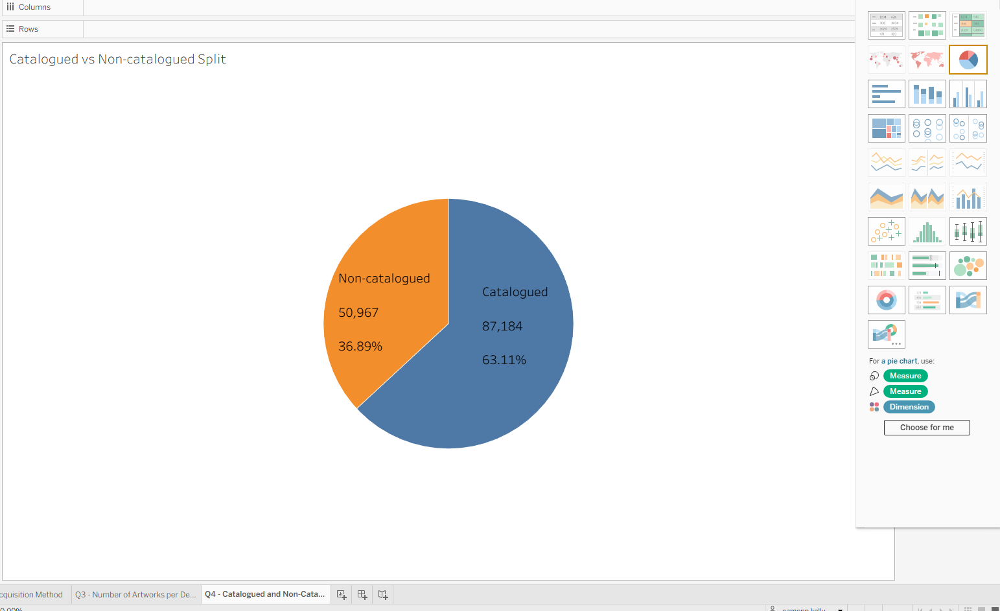 Columns
Rows
Catalogued vs Non-catalogued Split
Non-catalogued
50,967
36.89%
Catalogued
87,184
63.11%
For a pie chart, use:
Measure
Measure
Dimension
Choose for me
cquisition Method
Q3 - Number of Artworks per De...
Q4 - Catalogued and Non-Cata...